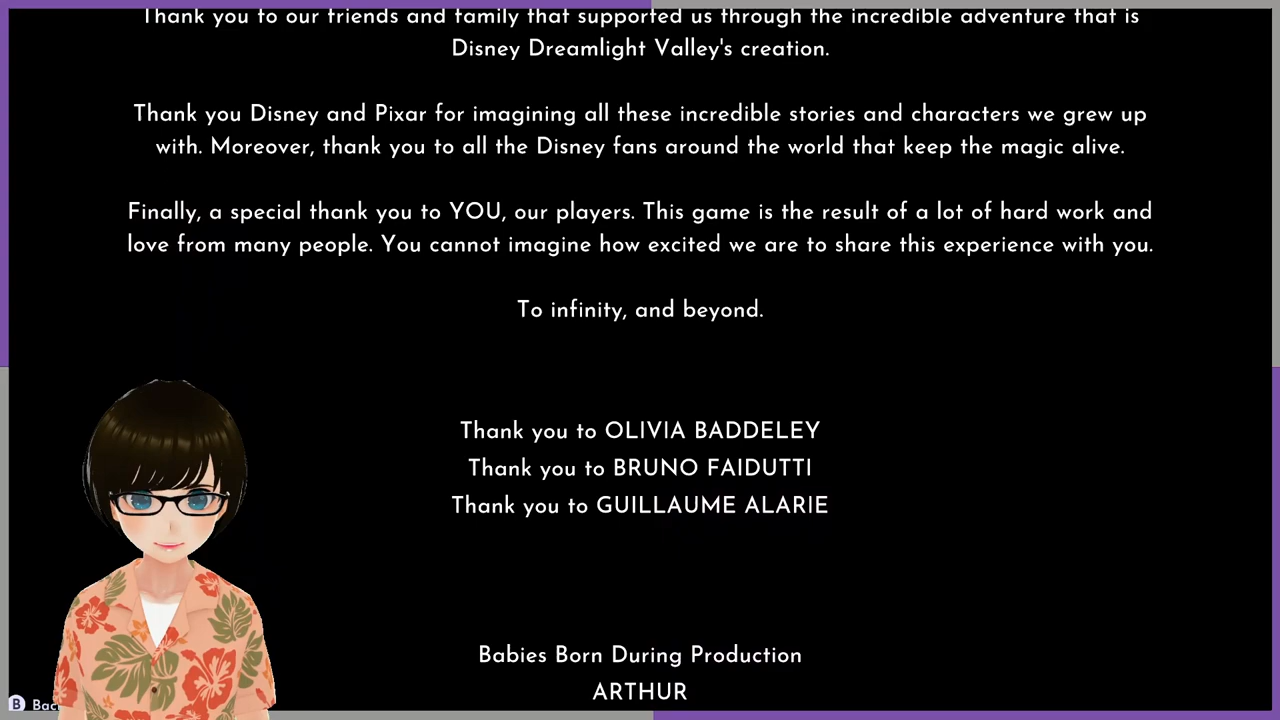 Thank you to our friends and family that supported us through the incredible adventure that is
Disney Dreamlight Valley's creation.
Thank you Disney and Pixar for imagining all these incredible stories and characters we grew up
with. Moreover, thank you to all the Disney fans around the world that keep the magic alive.
Finally, a special thank you to YOU, our players. This game is the result of a lot of hard work and
love from many people. You cannot imagine how excited we are to share this experience with you.
To infinity, and beyond.
Thank you to OLIVIA BADDELEY
Thank you to BRUNO FAIDUTTI
Thank you to GUILLAUME ALARIE
Babies Born During Production
ARTHUR
B